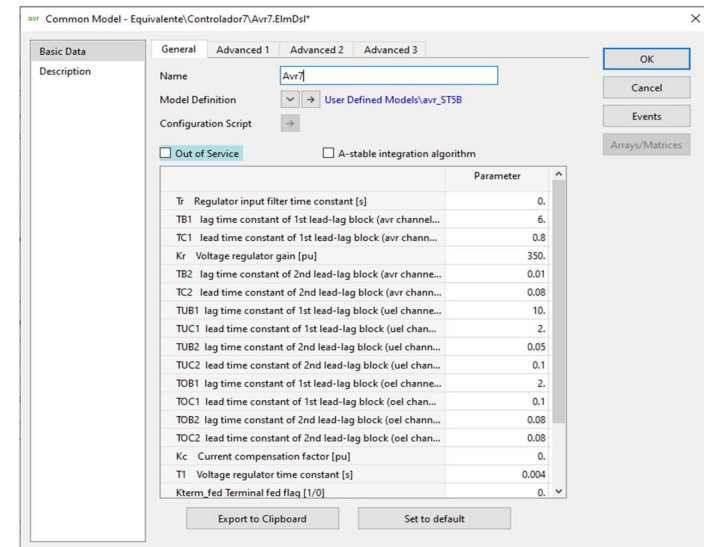 avr Common Model - Equivalente\Controlador7\Avr7.ElmDsl*
Basic Data
Description
General Advanced 1 Advanced 2 Advanced 3
Name Avr7
Model Definition User Defined Models\avr_ST5B
Configuration Script
Out of Service A-stable integration algorithm
Parameter
Tr Regulator input filter time constant [s] 0.
TB1 lag time constant of 1st lead-lag block (avr channel... 6.
TC1 lead time constant of 1st lead-lag block (avr chann... 0.8
Kr Voltage regulator gain [pu] 350.
TB2 lag time constant of 2nd lead-lag block (avr channe... 0.01
TC2 lead time constant of 2nd lead-lag block (avr chann... 0.08
TUB1 lag time constant of 1st lead-lag block (uel channe... 10.
TUC1 lead time constant of 1st lead-lag block (uel chan... 2.
TUB2 lag time constant of 2nd lead-lag block (uel chann... 0.05
TUC2 lead time constant of 2nd lead-lag block (uel chan... 0.1
TOB1 lag time constant of 1st lead-lag block (oel channe... 2.
TOC1 lead time constant of 1st lead-lag block (oel chan... 0.1
TOB2 lag time constant of 2nd lead-lag block (oel chann... 0.08
TOC2 lead time constant of 2nd lead-lag block (oel chan... 0.08
Kc Current compensation factor [pu] 0.
T1 Voltage regulator time constant [s] 0.004
Kterm_fed Terminal fed flag [1/0] 0.
Export to Clipboard Set to default
OK
Cancel
Events
Arrays/Matrices